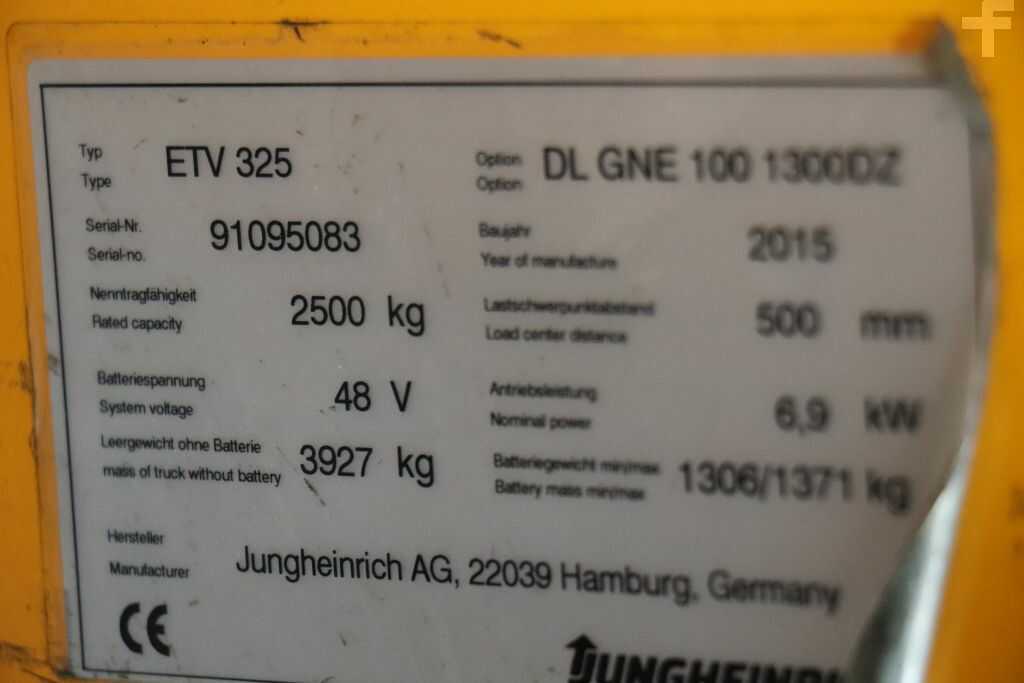 Typ
Type
ETV 325
Option
Option
DL GNE 100 1300DZ
Serial-Nr.
Serial-no.
91095083
Baujahr
Year of manufacture
2015
Nenntragfähigkeit
Rated capacity
2500 kg
Lastschwerpunktabstand
Load center distance
500 mm
Batteriespannung
System voltage
48 V
Antriebsleistung
Nominal power
6,9 kW
Leergewicht ohne Batterie
mass of truck without battery
3927 kg
Batteriegewicht min/max
Battery mass min/max
1306/1371 kg
Hersteller
Manufacturer
Jungheinrich AG, 22039 Hamburg, Germany
CE
JUNGHEINRI
f